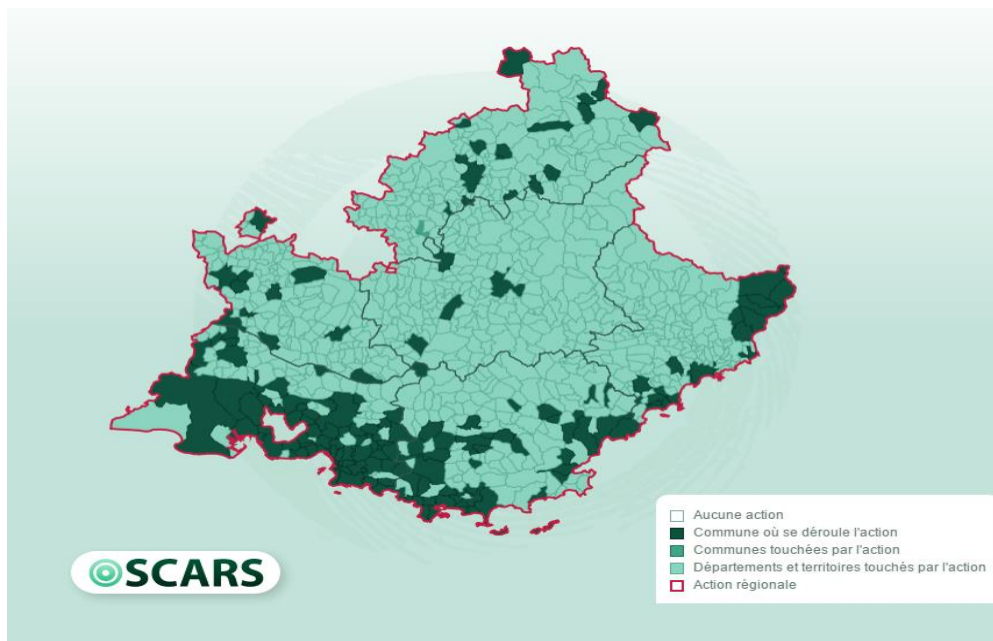 Aucune action
Commune où se déroule l'action
Communes touchées par l'action
Départements et territoires touchés par l'action
Action régionale
OSCARS